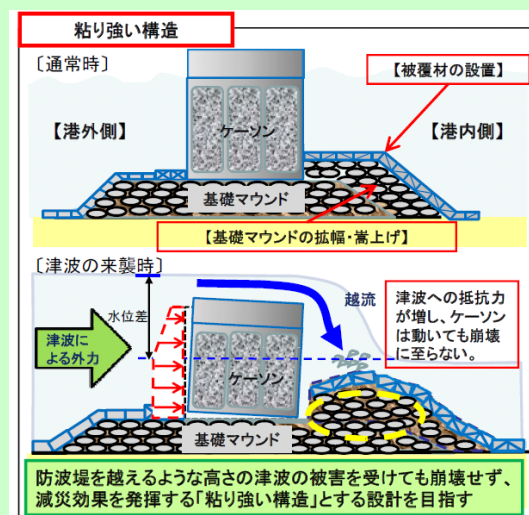 粘り強い構造
〔通常時〕
【被覆材の設置】
【港外側】
ケーソン
【港内側】
基礎マウンド
【基礎マウンドの拡幅・嵩上げ】
〔津波の来襲時〕
水位差
越流
津波への抵抗力
が増し、ケーソン
は動いても崩壊
に至らない。
津波に
よる外力
ケーソン
基礎マウンド
防波堤を越えるような高さの津波の被害を受けても崩壊せず、
減災効果を発揮する「粘り強い構造」とする設計を目指す